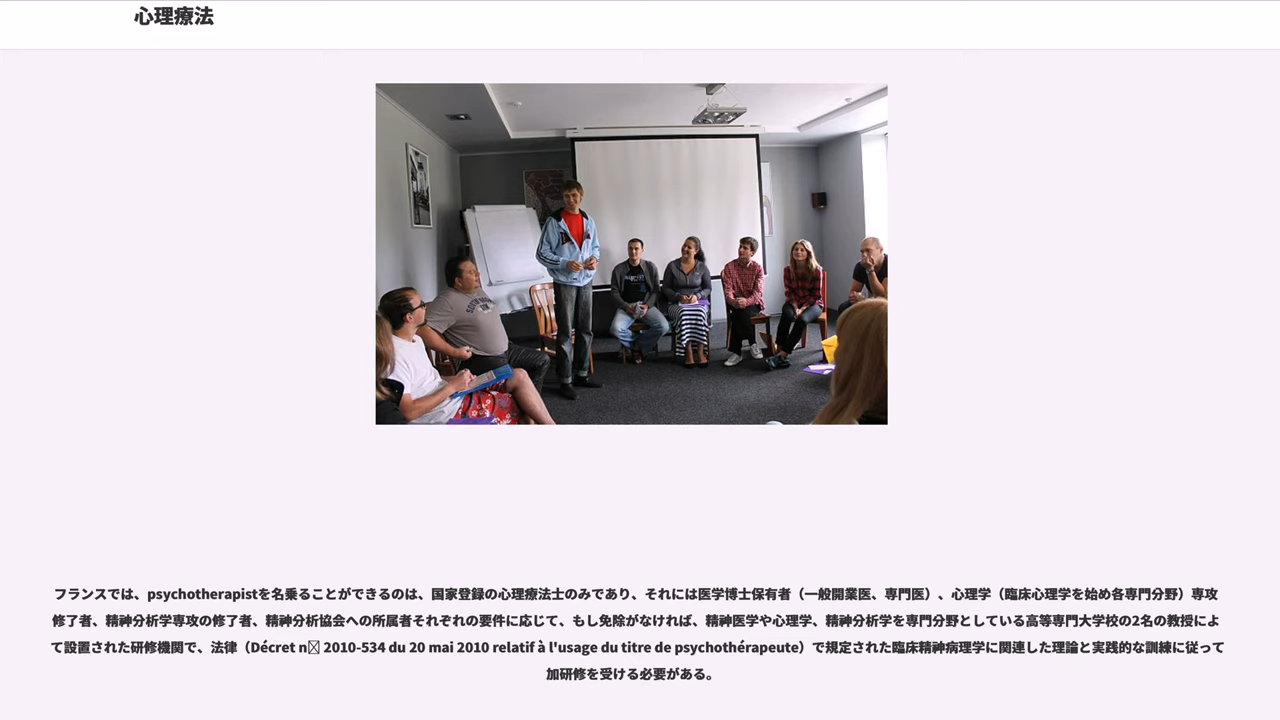 心理療法
フランスでは、psychotherapistを名乗ることができるのは、国家登録の心理療法士のみであり、それには医学博士保有者（一般開業医、専門医）、心理学（臨床心理学を始め各専門分野）専攻
修了者、精神分析学専攻の修了者、精神分析協会への所属者それぞれの要件に応じて、もし免除がなければ、精神医学や心理学、精神分析学を専門分野としている高等専門大学校の2名の教授によ
って設置された研修機関で、法律（Décret n 2010-534 du 20 mai 2010 relatif à l'usage du titre de psychothérapeute）で規定された臨床精神病理学に関連した理論と実践的な訓練に従って
加研修を受ける必要がある。